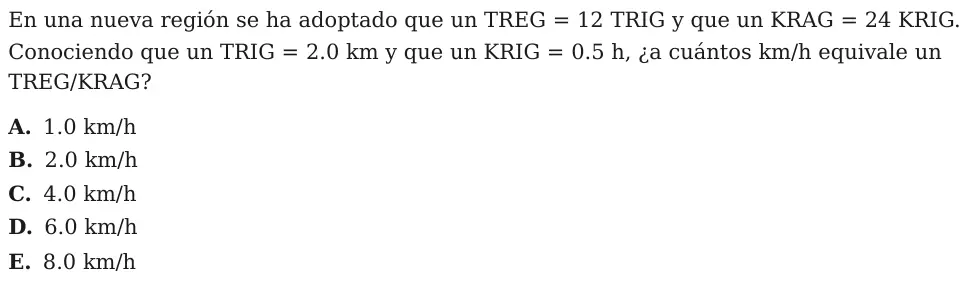 En una nueva región se ha adoptado que un TREG = 12 TRIG y que un KRAG = 24 KRIG.
Conociendo que un TRIG = 2.0 km y que un KRIG = 0.5 h, ¿a cuántos km/h equivale un
TREG/KRAG?
A. 1.0 km/h
B. 2.0 km/h
C. 4.0 km/h
D. 6.0 km/h
E. 8.0 km/h